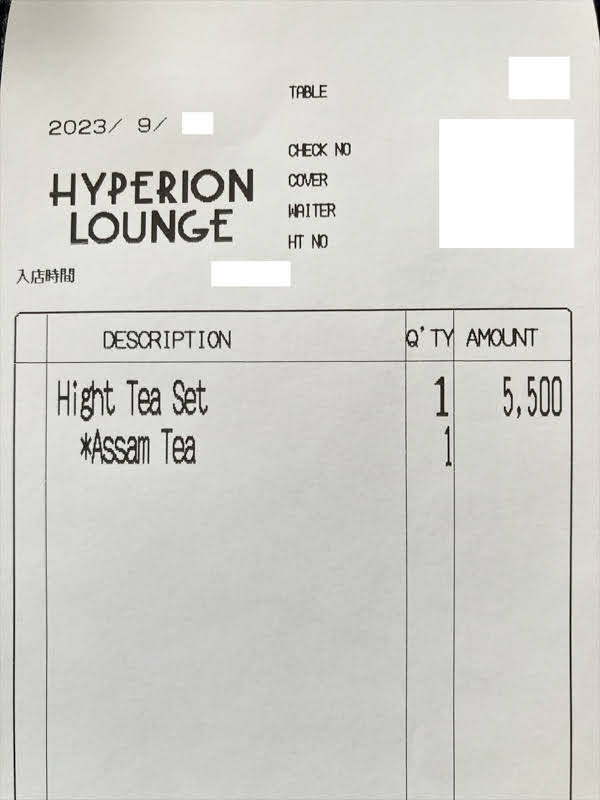 TABLE
2023/ 9/
CHECK NO
HYPERION
LOUNGE
COVER
WAITER
HT NO
入店時間
DESCRIPTION Q'TY AMOUNT
Hight Tea Set 1 5,500
*Assam Tea 1